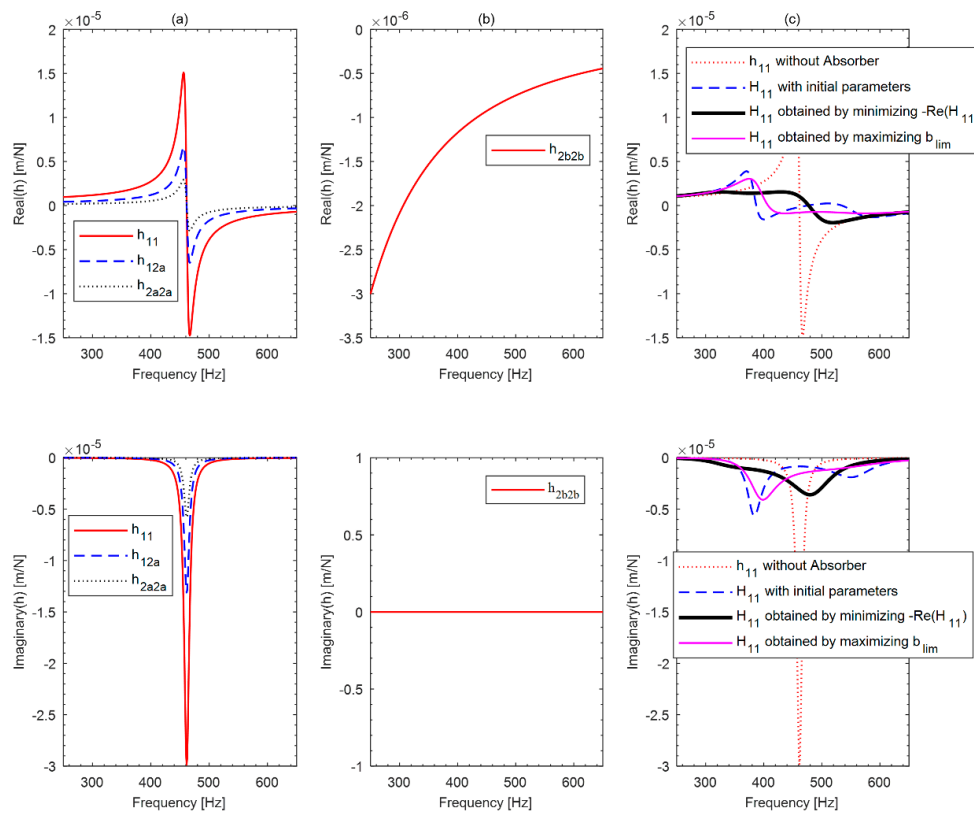 (a)
×10⁻⁵
2
1.5
1
0.5
0
-0.5
-1
-1.5
Real(h) [m/N]
h₁₁
h₁₂ₐ
h₂ₐ₂ₐ
300 400 500 600
Frequency [Hz]
(b)
×10⁻⁶
0
-0.5
-1
-1.5
-2
-2.5
-3
-3.5
Real(h) [m/N]
h_2b2b
300 400 500 600
Frequency [Hz]
(c)
×10⁻⁵
2
1.5
1
0.5
0
-0.5
-1
-1.5
Real(h) [m/N]
h₁₁ without Absorber
H₁₁ with initial parameters
H₁₁ obtained by minimizing -Re(H₁₁
H₁₁ obtained by maximizing b_lim
300 400 500 600
Frequency [Hz]
×10⁻⁵
0
-0.5
-1
-1.5
-2
-2.5
-3
Imaginary(h) [m/N]
h₁₁
h₁₂ₐ
h₂ₐ₂ₐ
300 400 500 600
Frequency [Hz]
1
0.5
0
-0.5
-1
Imaginary(h) [m/N]
h_2b2b
300 400 500 600
Frequency [Hz]
×10⁻⁵
0
-0.5
-1
-1.5
-2
-2.5
-3
Imaginary(h) [m/N]
h₁₁ without Absorber
H₁₁ with initial parameters
H₁₁ obtained by minimizing -Re(H₁₁)
H₁₁ obtained by maximizing b_lim
300 400 500 600
Frequency [Hz]